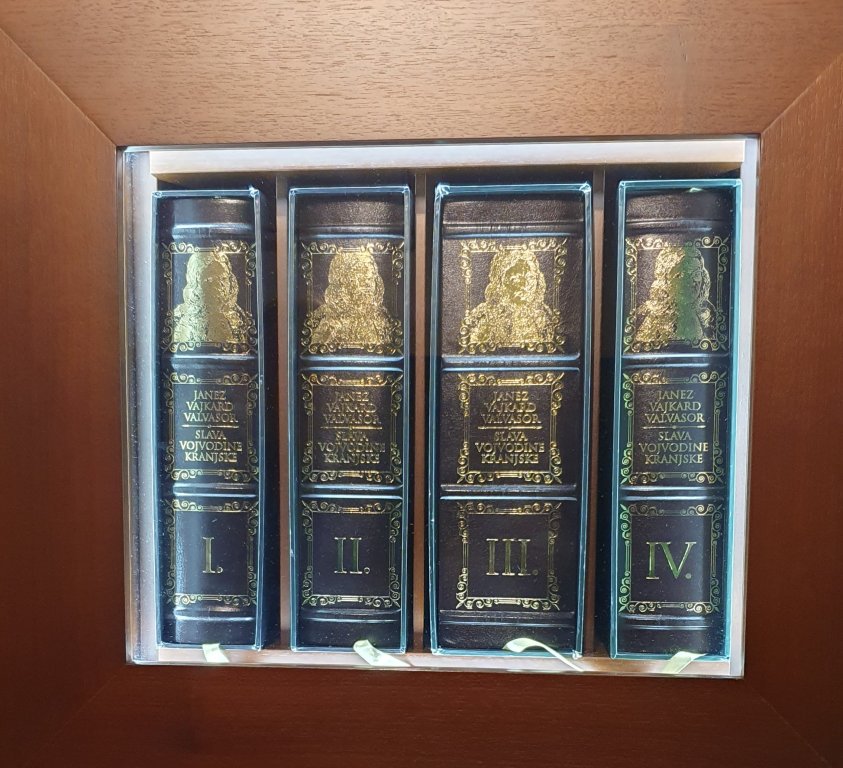 JANEZ
VAJKARD
VALVASOR
SLAVA
VOJVODINE
KRANJSKE
I.
JANEZ
VAJKARD
VALVASOR
SLAVA
VOJVODINE
KRANJSKE
II.
JANEZ
VAJKARD
VALVASOR
SLAVA
VOJVODINE
KRANJSKE
III.
JANEZ
VAJKARD
VALVASOR
SLAVA
VOJVODINE
KRANJSKE
IV.